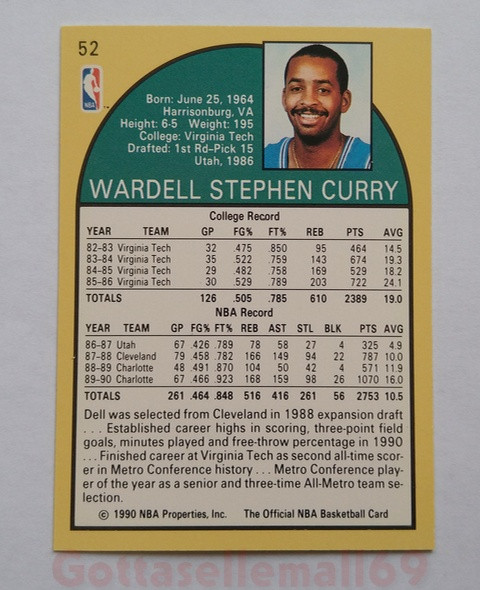 52
NBA
Born: June 25, 1964
Harrisonburg, VA
Height: 6-5 Weight: 195
College: Virginia Tech
Drafted: 1st Rd-Pick 15
Utah, 1986
WARDELL STEPHEN CURRY
College Record
YEAR TEAM GP FG% FT% REB PTS AVG
82-83 Virginia Tech 32 .475 .850 95 464 14.5
83-84 Virginia Tech 35 .522 .759 143 674 19.3
84-85 Virginia Tech 29 .482 .758 169 529 18.2
85-86 Virginia Tech 30 .529 .789 203 722 24.1
TOTALS 126 .505 .785 610 2389 19.0
NBA Record
YEAR TEAM GP FG% FT% REB AST STL BLK PTS AVG
86-87 Utah 67 .426 .789 78 58 27 4 325 4.9
87-88 Cleveland 79 .458 .782 166 149 94 22 787 10.0
88-89 Charlotte 48 .491 .870 104 50 42 4 571 11.9
89-90 Charlotte 67 .466 .923 168 159 98 26 1070 16.0
TOTALS 261 .464 .848 516 416 261 56 2753 10.5
Dell was selected from Cleveland in 1988 expansion draft
. . . Established career highs in scoring, three-point field
goals, minutes played and free-throw percentage in 1990
. . . Finished career at Virginia Tech as second all-time scor-
er in Metro Conference history . . . Metro Conference play-
er of the year as a senior and three-time All-Metro team se-
lection.
© 1990 NBA Properties, Inc. The Official NBA Basketball Card
Gottasellemall69